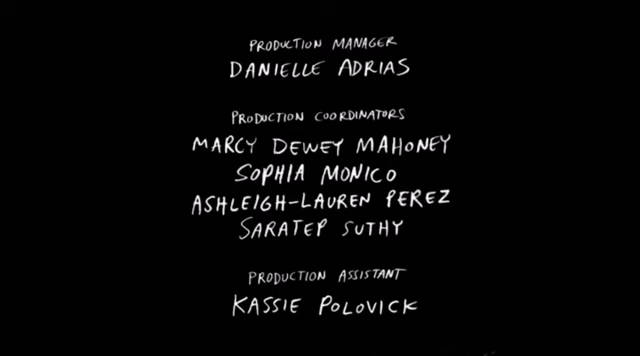 PRODUCTION MANAGER
DANIELLE ADRIAS
PRODUCTION COORDINATORS
MARCY DEWEY MAHONEY
SOPHIA MONICO
ASHLEIGH-LAUREN PEREZ
SARATEP SUTHY
PRODUCTION ASSISTANT
KASSIE POLOVICK